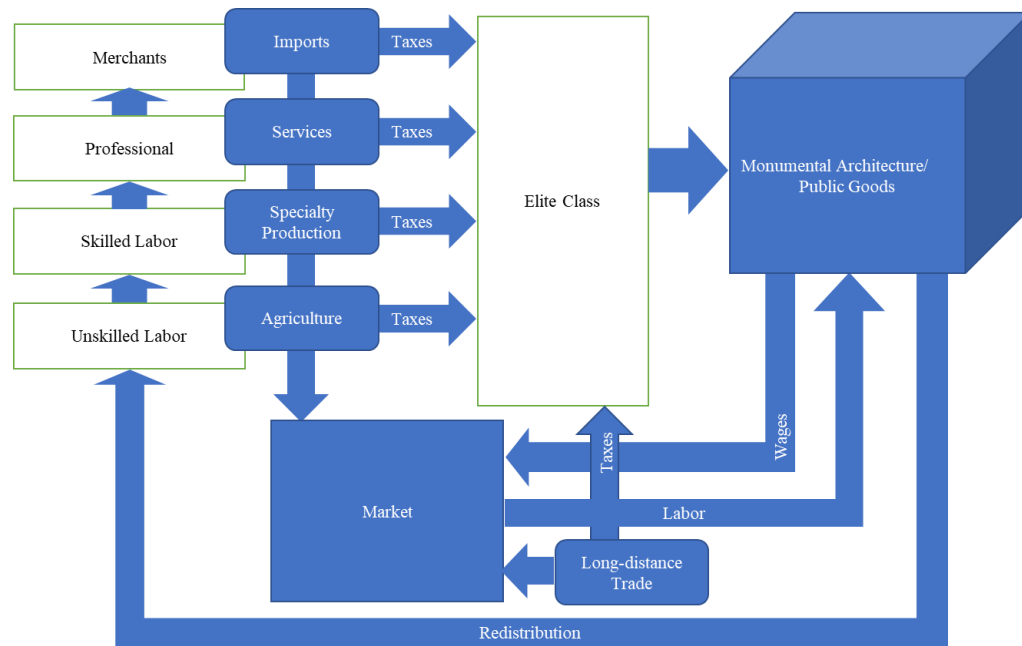 Merchants
Imports
Taxes
Professional
Services
Taxes
Skilled Labor
Specialty
Production
Taxes
Unskilled Labor
Agriculture
Taxes
Elite Class
Monumental Architecture/
Public Goods
Market
Taxes
Wages
Labor
Long-distance
Trade
Redistribution